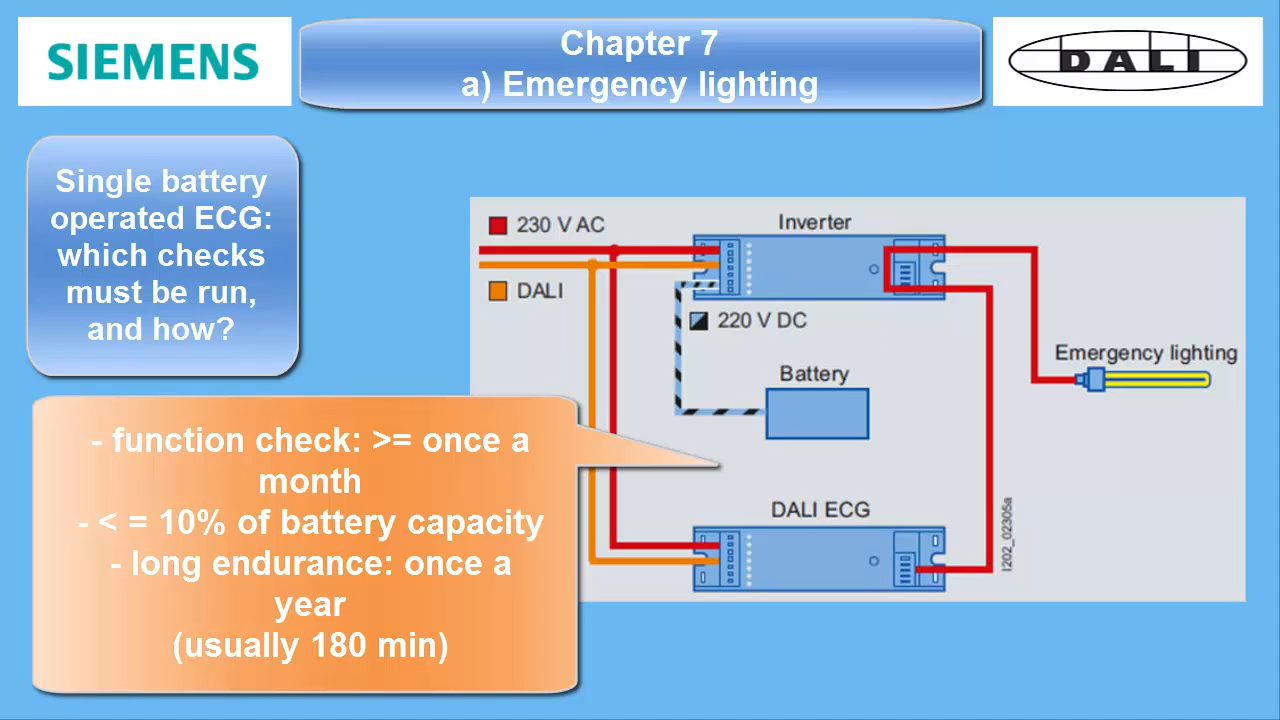 SIEMENS
Chapter 7
a) Emergency lighting
DALI
Single battery
operated ECG:
which checks
must be run,
and how?
230 V AC
DALI
Inverter
220 V DC
Battery
Emergency lighting
DALI ECG
I202_02305a
- function check: >= once a
month
- < = 10% of battery capacity
- long endurance: once a
year
(usually 180 min)